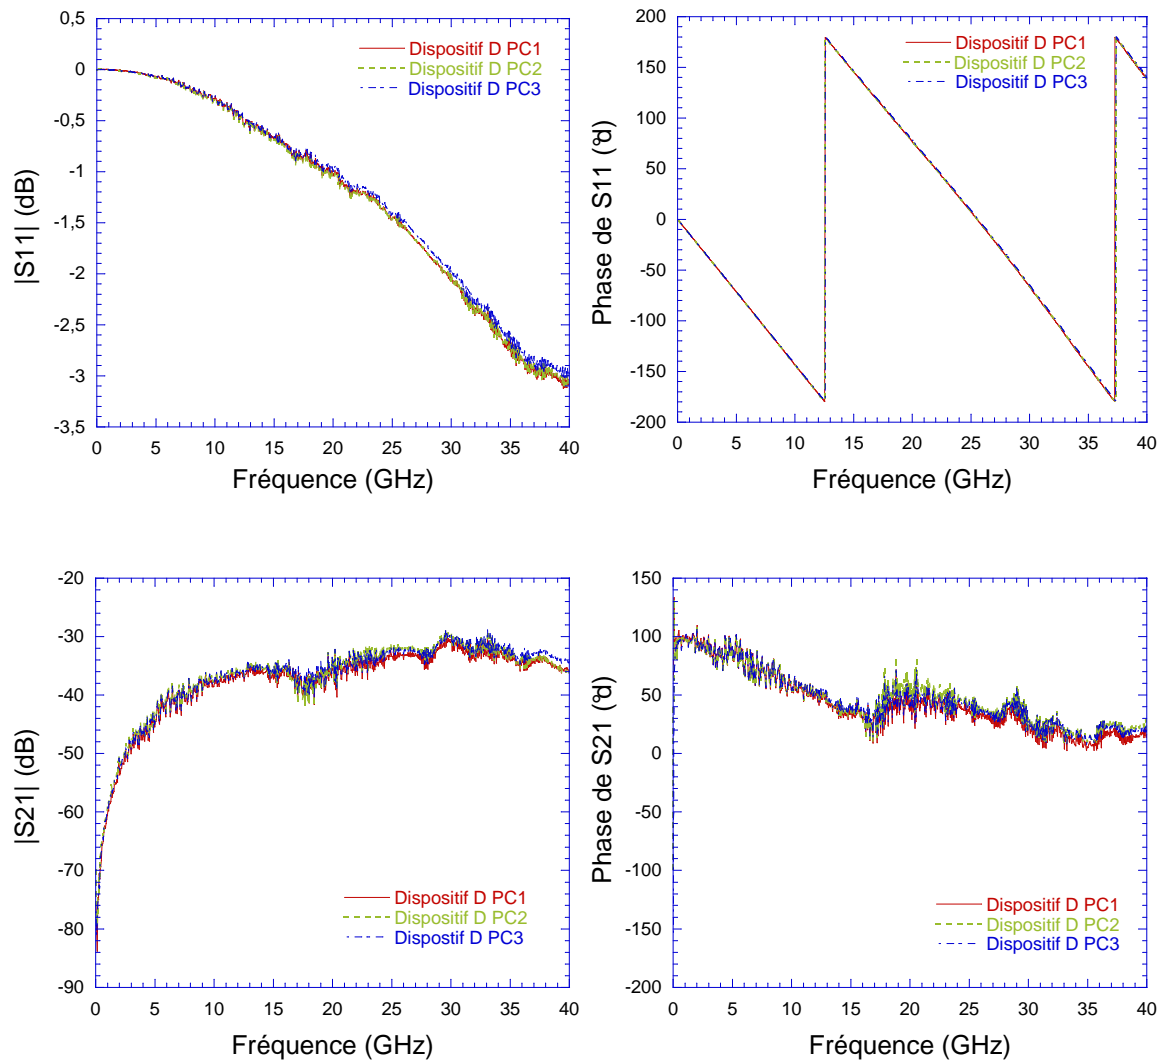 0,5
0
-0,5
-1
-1,5
-2
-2,5
-3
-3,5
|S11| (dB)
Dispositif D PC1
Dispositif D PC2
Dispositif D PC3
0 5 10 15 20 25 30 35 40
Fréquence (GHz)
200
150
100
50
0
-50
-100
-150
-200
Phase de S11 (°d)
Dispositif D PC1
Dispositif D PC2
Dispositif D PC3
0 5 10 15 20 25 30 35 40
Fréquence (GHz)
-20
-30
-40
-50
-60
-70
-80
-90
|S21| (dB)
Dispositif D PC1
Dispositif D PC2
Dispostif D PC3
0 5 10 15 20 25 30 35 40
Fréquence (GHz)
150
100
50
0
-50
-100
-150
-200
Phase de S21 (°d)
Dispositif D PC1
Dispositif D PC2
Dispositif D PC3
0 5 10 15 20 25 30 35 40
Fréquence (GHz)